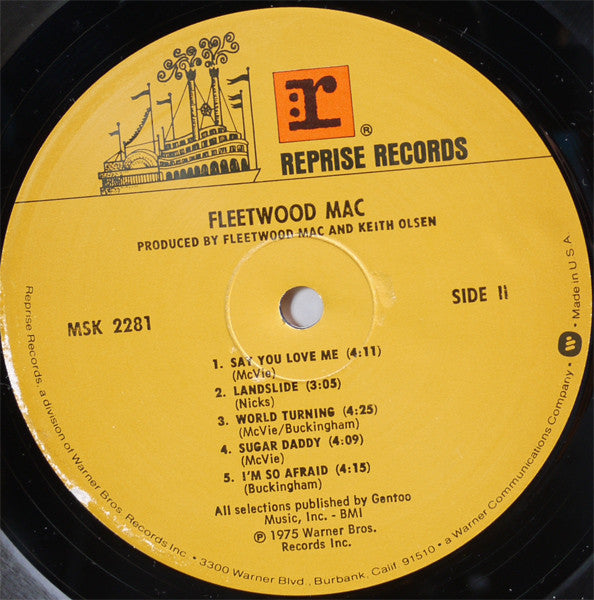 r
®
REPRISE RECORDS
FLEETWOOD MAC
PRODUCED BY FLEETWOOD MAC AND KEITH OLSEN
MSK 2281
SIDE II
1. SAY YOU LOVE ME (4:11)
(McVie)
2. LANDSLIDE (3:05)
(Nicks)
3. WORLD TURNING (4:25)
(McVie/Buckingham)
4. SUGAR DADDY (4:09)
(McVie)
5. I'M SO AFRAID (4:15)
(Buckingham)
All selections published by Gentoo
Music, Inc. - BMI
℗ 1975 Warner Bros.
Records Inc.
Reprise Records, a division of Warner Bros. Records Inc. • 3300 Warner Blvd., Burbank, Calif. 91510 • a Warner Communications Company • W • Made in U.S.A.